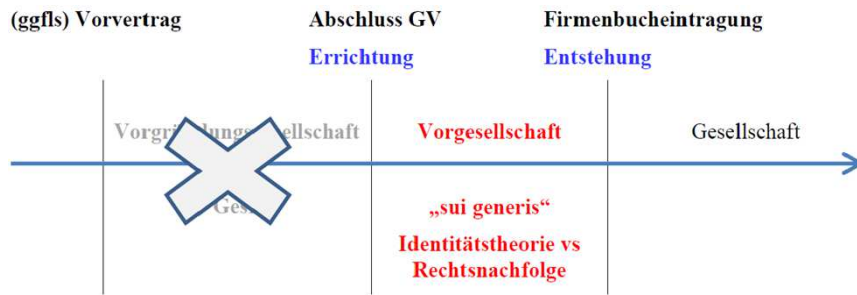 (ggfls) Vorvertrag Abschluss GV Firmenbucheintragung
Errichtung Entstehung
Vorgesellschaft Gesellschaft
„sui generis“
Identitätstheorie vs
Rechtsnachfolge